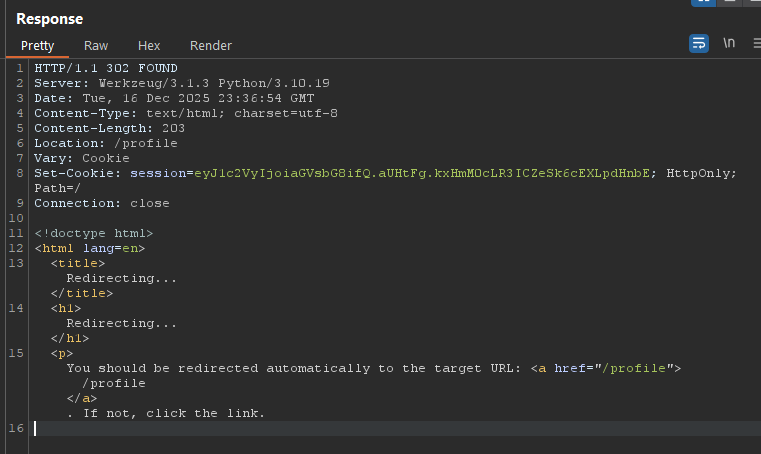 Response
Pretty Raw Hex Render
\n
1 HTTP/1.1 302 FOUND
2 Server: Werkzeug/3.1.3 Python/3.10.19
3 Date: Tue, 16 Dec 2025 23:36:54 GMT
4 Content-Type: text/html; charset=utf-8
5 Content-Length: 203
6 Location: /profile
7 Vary: Cookie
8 Set-Cookie: session=eyJ1c2VyIjoiaGVsbG8ifQ.aUHtFg.kxHmM0cLR3ICZeSk6cEXLpdHnbE; HttpOnly;
Path=/
9 Connection: close
10
11 <!doctype html>
12 <html lang=en>
13 <title>
Redirecting...
</title>
14 <h1>
Redirecting...
</h1>
15 <p>
You should be redirected automatically to the target URL: <a href="/profile">
/profile
</a>
. If not, click the link.
16